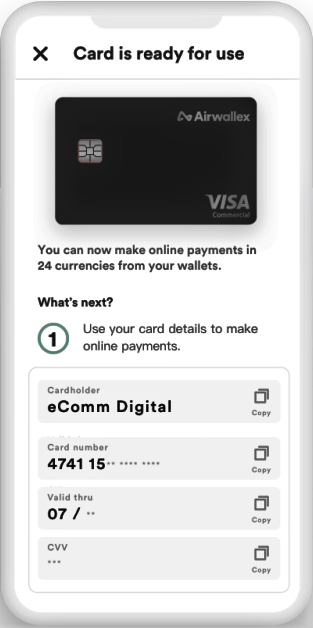 Card is ready for use
Airwallex
VISA
Commercial
You can now make online payments in
24 currencies from your wallets.
What's next?
1
Use your card details to make
online payments.
Cardholder
eComm Digital
Copy
Card number
4741 15** **** ****
Copy
Valid thru
07 / **
Copy
CVV
***
Copy